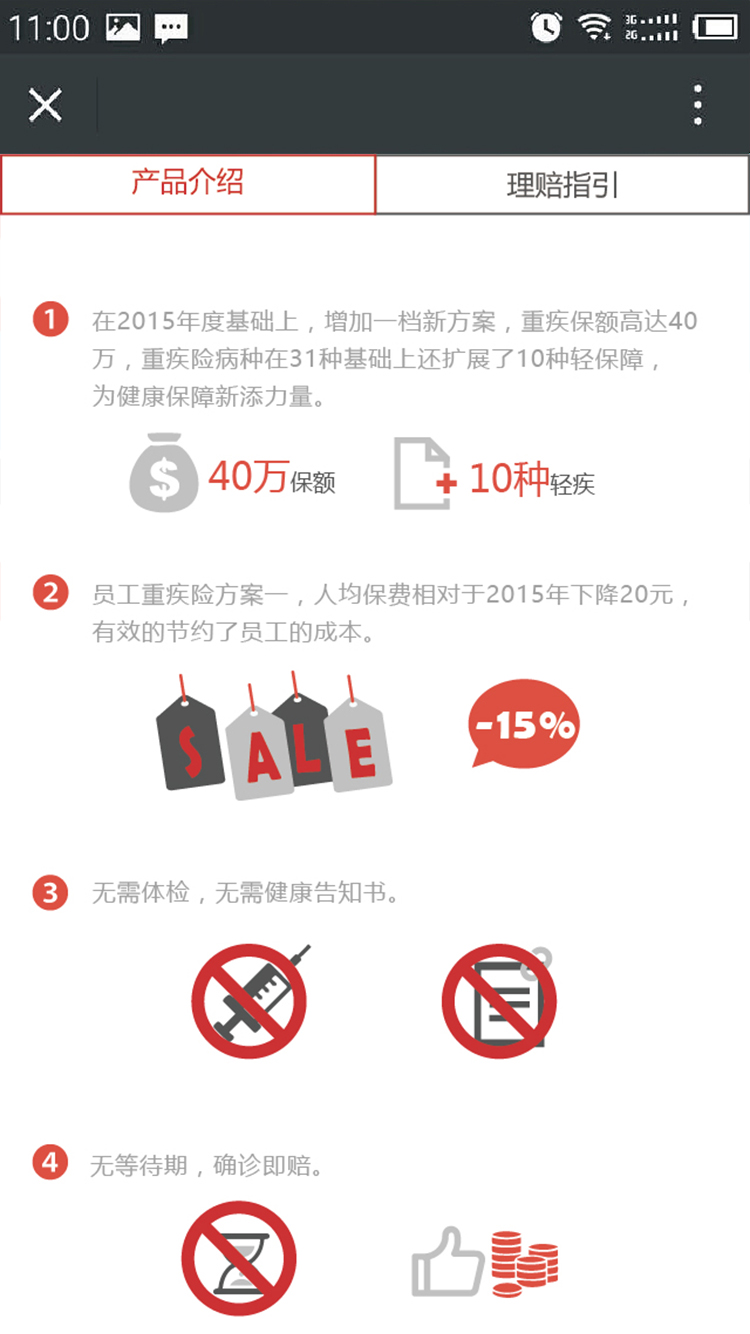 11:00
3G
2G
产品介绍
理赔指引
1
在2015年度基础上，增加一档新方案，重疾保额高达40
万，重疾险病种在31种基础上还扩展了10种轻保障，
为健康保障新添力量。
$
40万保额
10种轻疾
2
员工重疾险方案一，人均保费相对于2015年下降20元，
有效的节约了员工的成本。
SALE
-15%
3
无需体检，无需健康告知书。
4
无等待期，确诊即赔。